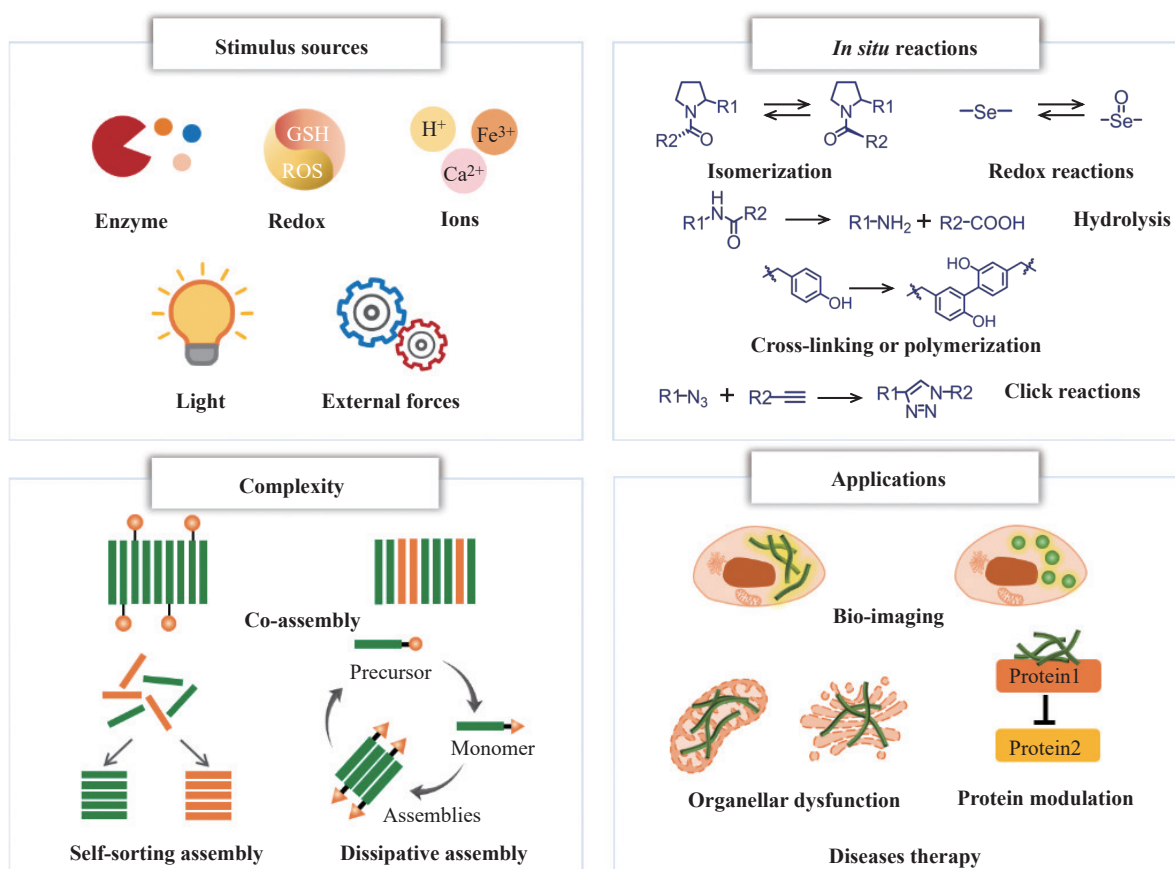 Stimulus sources
GSH
ROS
H⁺
Fe³⁺
Ca²⁺
Enzyme
Redox
Ions
Light
External forces
In situ reactions
N
R1
R2
O
N
R1
O
R2
Se
O
Se
Isomerization
Redox reactions
H
R1-N
R2
O
R1-NH₂ + R2-COOH
Hydrolysis
OH
HO
OH
Cross-linking or polymerization
R1-N₃ + R2
R1
N-R2
N=N
Click reactions
Complexity
Co-assembly
Precursor
Monomer
Assemblies
Self-sorting assembly
Dissipative assembly
Applications
Bio-imaging
Protein1
Protein2
Organellar dysfunction
Protein modulation
Diseases therapy